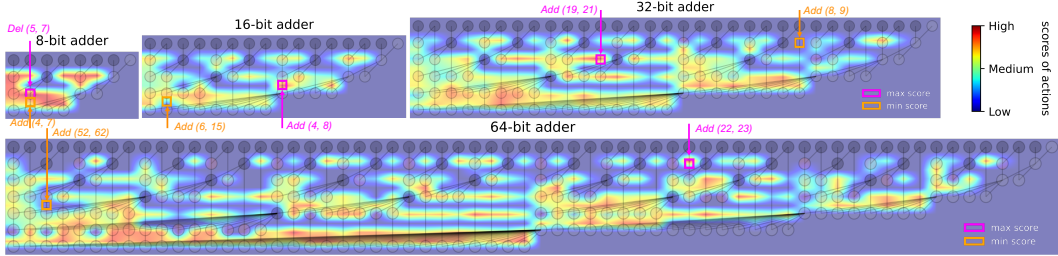 Del (5, 7)
8-bit adder
16-bit adder
Add (19, 21)
32-bit adder
Add (8, 9)
High
Medium
Low
scores of actions
max score
min score
Add (4, 7)
Add (52, 62)
Add (6, 15)
Add (4, 8)
64-bit adder
Add (22, 23)
max score
min score